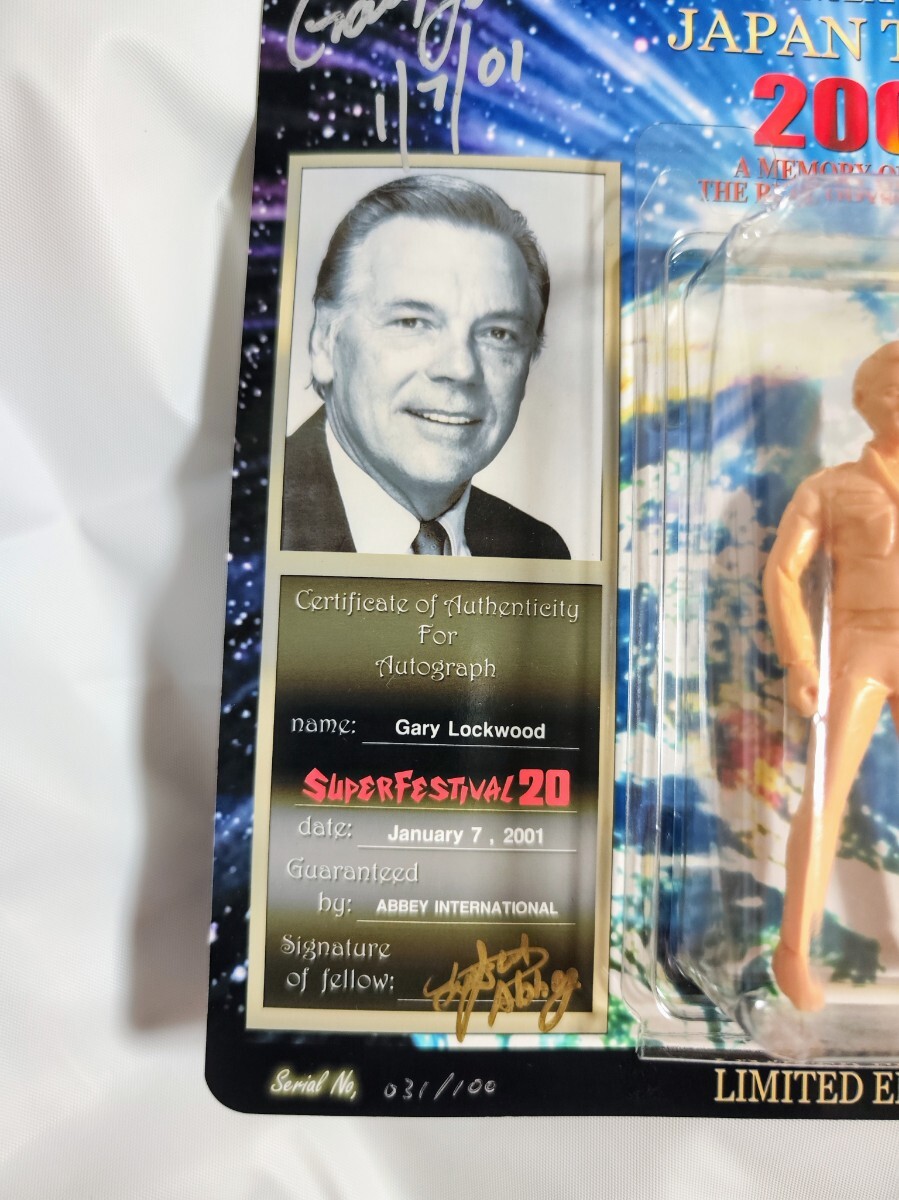 1/7/01
JAPAN T
200
A MEMORY O
THE
Certificate of Authenticity
For
Autograph
name: Gary Lockwood
SUPERFESTIVAL 20
date: January 7 , 2001
Guaranteed
by: ABBEY INTERNATIONAL
Signature
of fellow:
Serial No, 031/100
LIMITED E